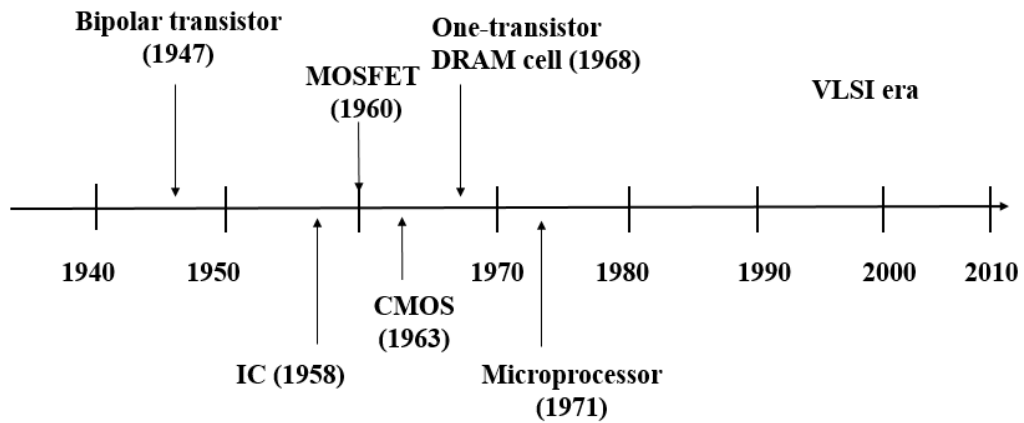 Bipolar transistor
(1947)
One-transistor
DRAM cell (1968)
MOSFET
(1960)
VLSI era
1940
1950
1970
1980
1990
2000
2010
CMOS
(1963)
IC (1958)
Microprocessor
(1971)